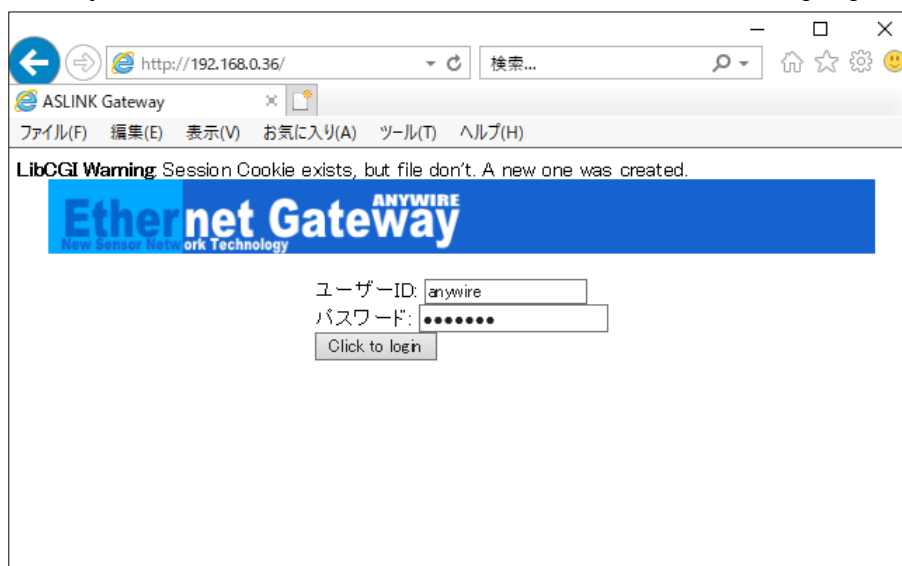 http://192.168.0.36/
検索...
ASLINK Gateway
ファイル(F) 編集(E) 表示(V) お気に入り(A) ツール(T) ヘルプ(H)
LibCGI Warning: Session Cookie exists, but file don't. A new one was created.
Ethernet Gateway ANYWIRE
New Sensor Network Technology
ユーザーID: anywire
パスワード: ●●●●●●●
Click to login